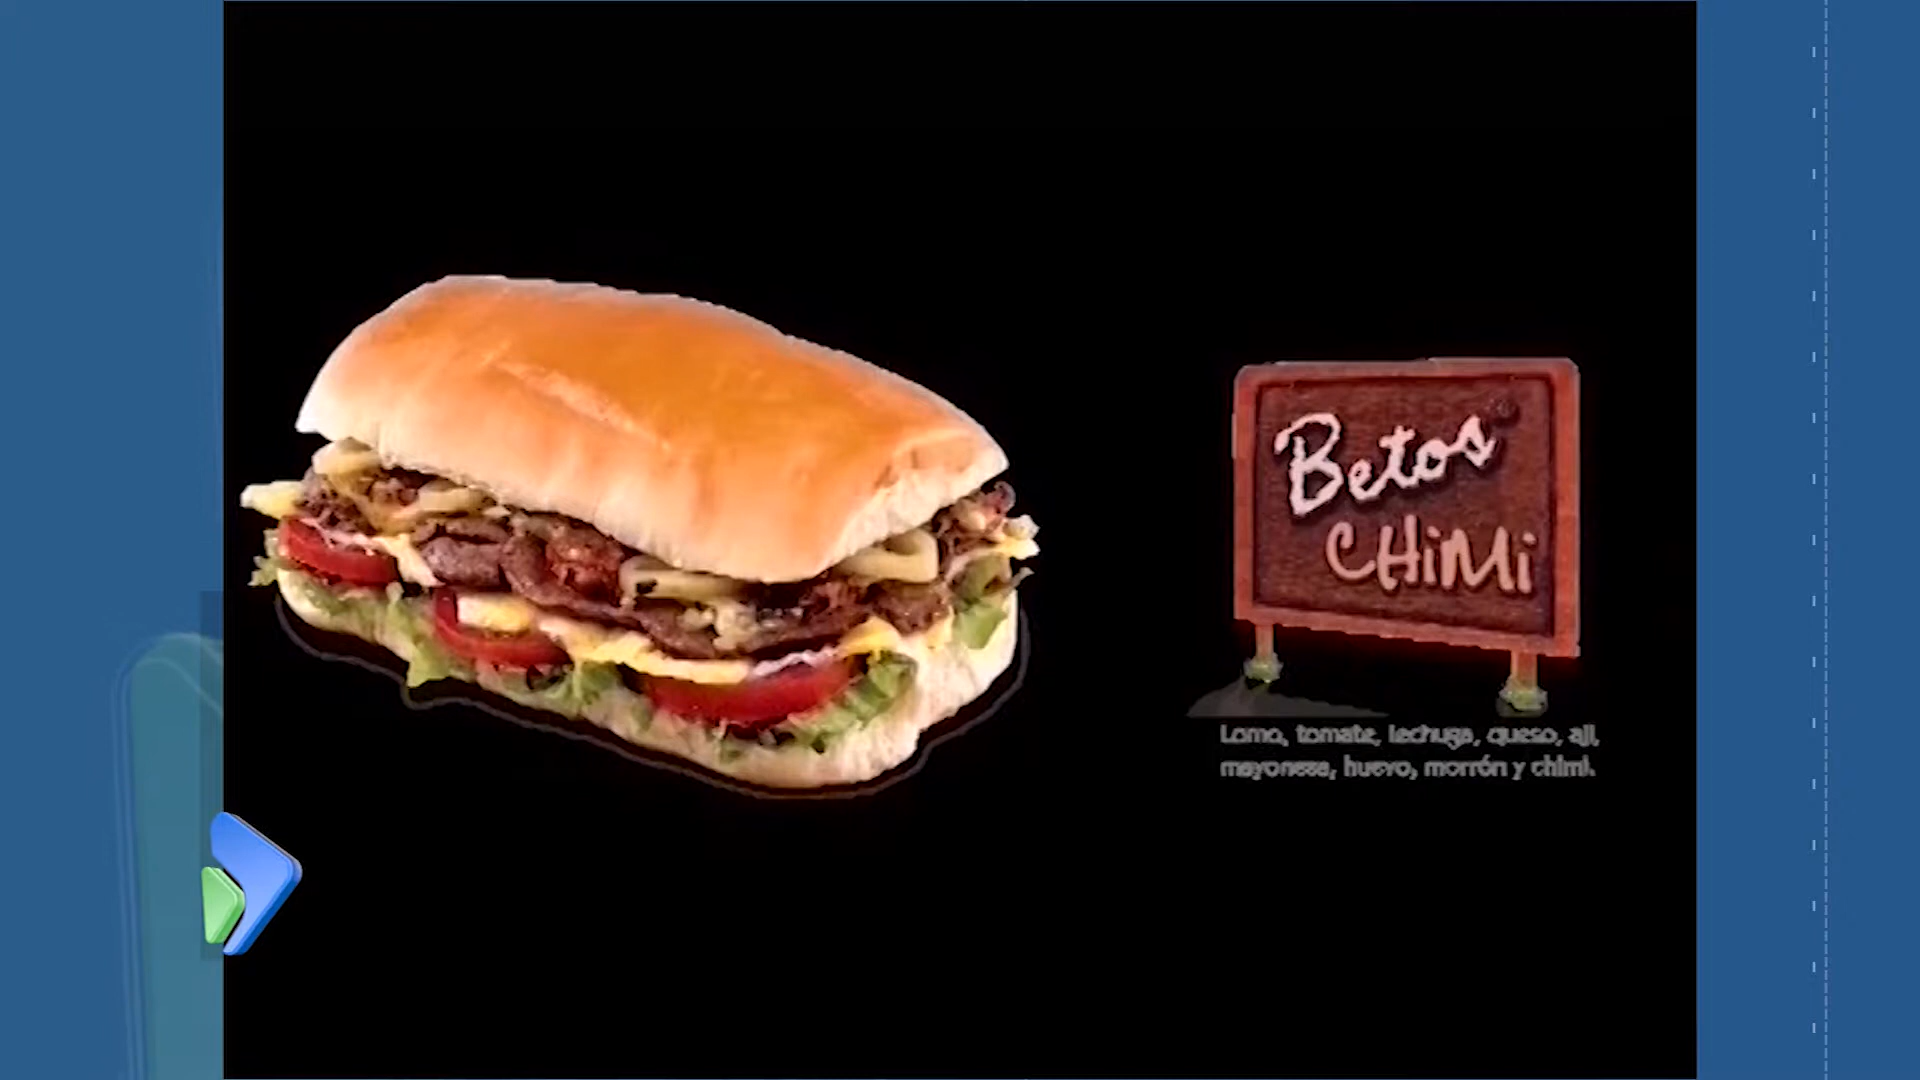 Betos
CHiMi
Lomo, tomate, lechuga, queso, ají,
mayonesa, huevo, morrón y chimi.